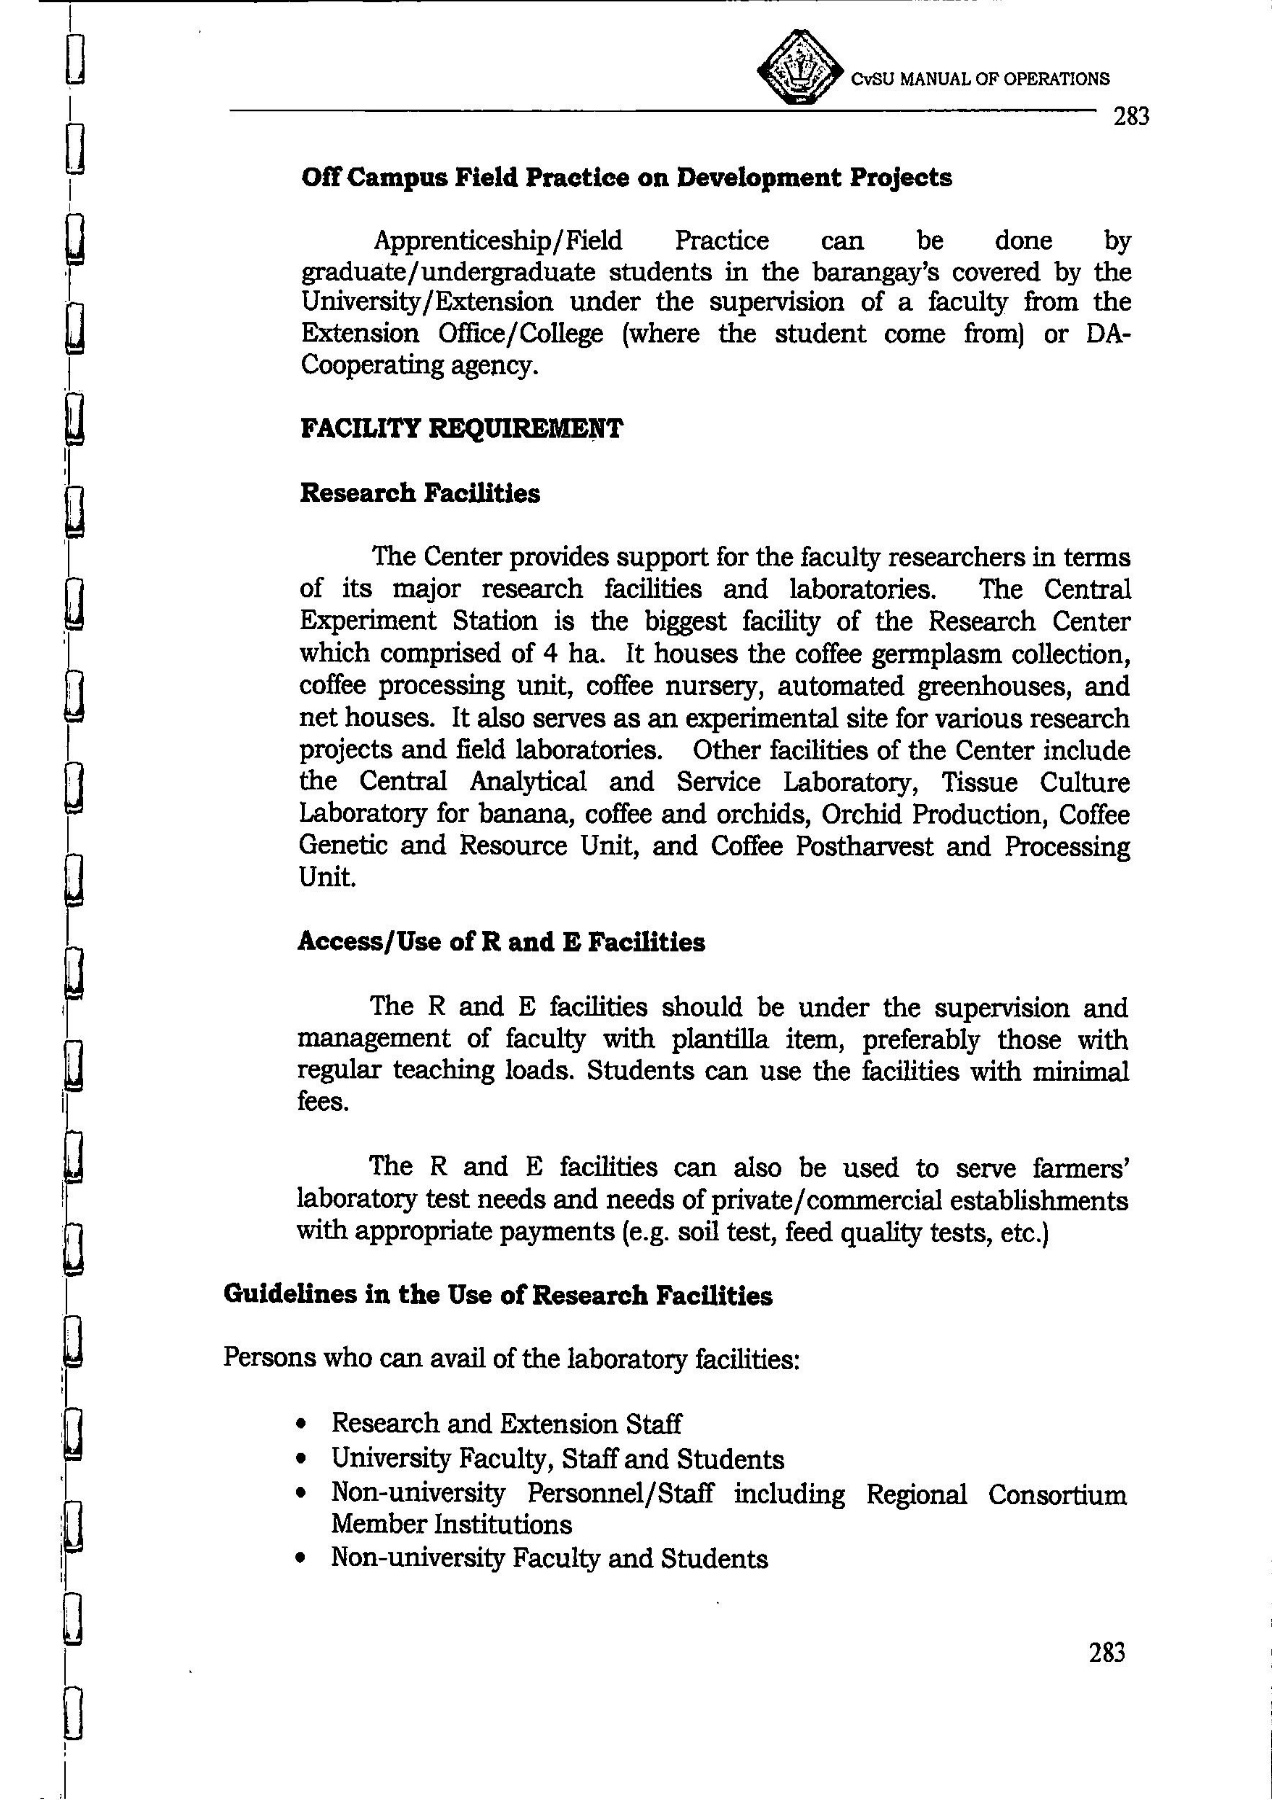 CvSU MANUAL OF OPERATIONS
283
Off Campus Field Practice on Development Projects
Apprenticeship/Field Practice can be done by
graduate/undergraduate students in the barangay's covered by the
University/Extension under the supervision of a faculty from the
Extension Office/College (where the student come from) or DA-
Cooperating agency.
FACILITY REQUIREMENT
Research Facilities
The Center provides support for the faculty researchers in terms
of its major research facilities and laboratories. The Central
Experiment Station is the biggest facility of the Research Center
which comprised of 4 ha. It houses the coffee germplasm collection,
coffee processing unit, coffee nursery, automated greenhouses, and
net houses. It also serves as an experimental site for various research
projects and field laboratories. Other facilities of the Center include
the Central Analytical and Service Laboratory, Tissue Culture
Laboratory for banana, coffee and orchids, Orchid Production, Coffee
Genetic and Resource Unit, and Coffee Postharvest and Processing
Unit.
Access/Use of R and E Facilities
The R and E facilities should be under the supervision and
management of faculty with plantilla item, preferably those with
regular teaching loads. Students can use the facilities with minimal
fees.
The R and E facilities can also be used to serve farmers'
laboratory test needs and needs of private/commercial establishments
with appropriate payments (e.g. soil test, feed quality tests, etc.)
Guidelines in the Use of Research Facilities
Persons who can avail of the laboratory facilities:
• Research and Extension Staff
• University Faculty, Staff and Students
• Non-university Personnel/Staff including Regional Consortium
Member Institutions
• Non-university Faculty and Students
283